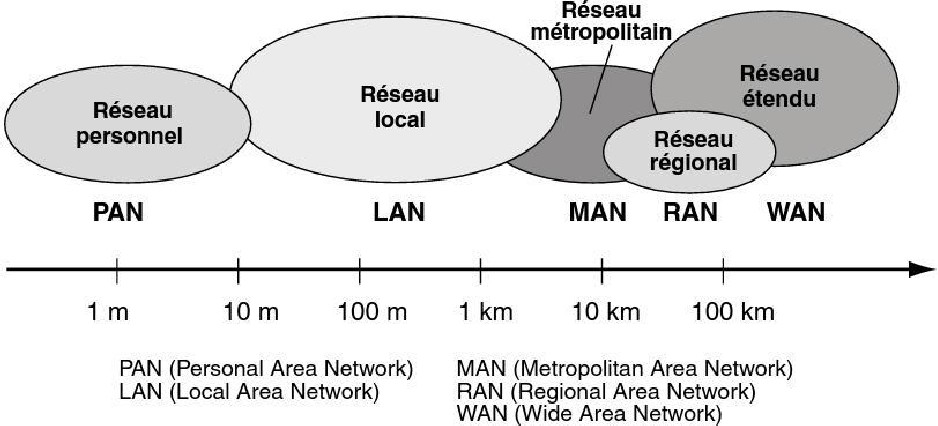 Réseau
métropolitain
Réseau
personnel
Réseau
local
Réseau
étendu
Réseau
régional
PAN LAN MAN RAN WAN
1 m 10 m 100 m 1 km 10 km 100 km
PAN (Personal Area Network)
LAN (Local Area Network)
MAN (Metropolitan Area Network)
RAN (Regional Area Network)
WAN (Wide Area Network)